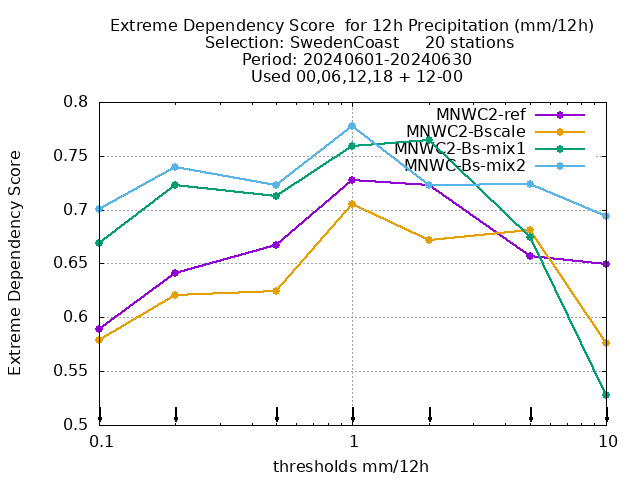 Extreme Dependency Score  for 12h Precipitation (mm/12h)
Selection: SwedenCoast     20 stations
Period: 20240601-20240630
Used 00,06,12,18 + 12-00
MNWC2-ref
MNWC2-Bscale
MNWC2-Bs-mix1
MNWC-Bs-mix2
Extreme Dependency Score
0.8
0.75
0.7
0.65
0.6
0.55
0.5
0.1
1
10
thresholds mm/12h